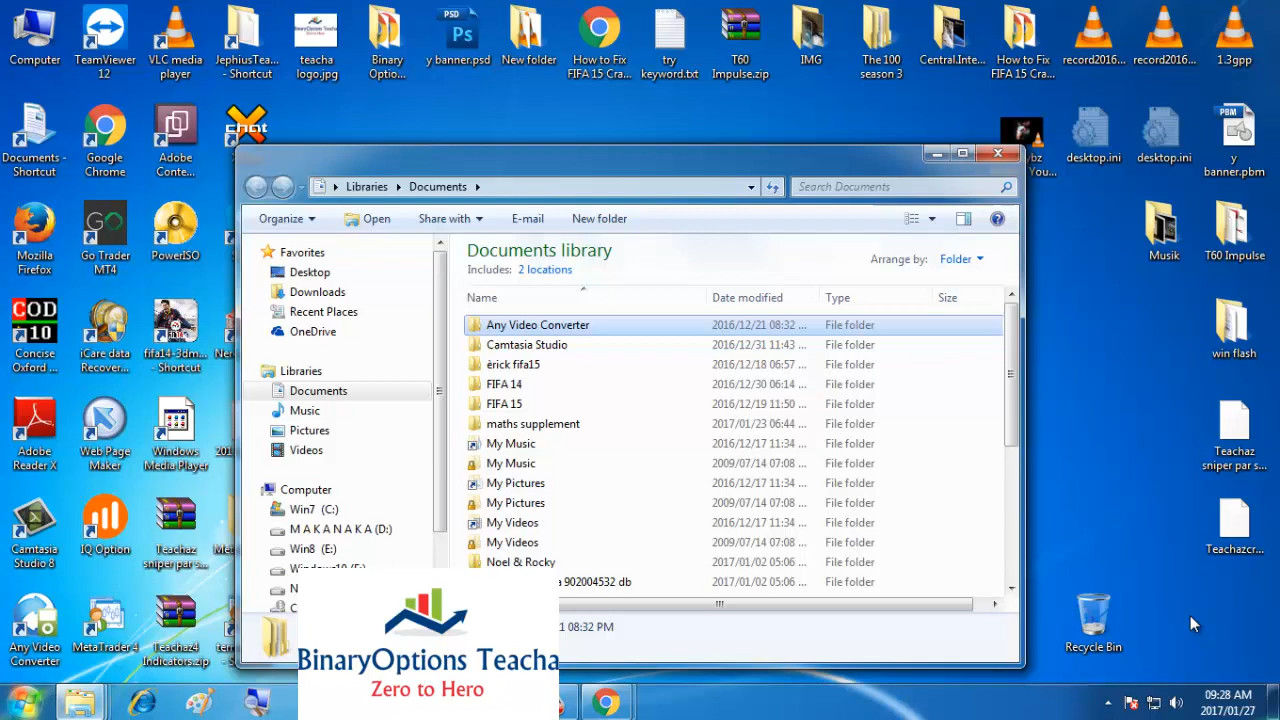 Computer
TeamViewer
12
VLC media
player
JephiusTea...
- Shortcut
teacha
logo.jpg
Binary
Optio...
y banner.psd
New folder
How to Fix
FIFA 15 Cra...
try
keyword.txt
T60
Impulse.zip
IMG
The 100
season 3
Central.Inte...
How to Fix
FIFA 15 Cra...
record2016...
record2016...
1.3gpp
PSD
Ps
Documents -
Shortcut
Google
Chrome
Adobe
Conte...
chat
desktop.ini
desktop.ini
PBM
y
banner.pbm
Libraries
Documents
Search Documents
Organize
Open
Share with
E-mail
New folder
Mozilla
Firefox
GO
Go Trader
MT4
PowerISO
Musik
T60 Impulse
Favorites
Desktop
Downloads
Recent Places
OneDrive
Libraries
Documents
Music
Pictures
Videos
Computer
Win7 (C:)
M A K A N A K A (D:)
Win8 (E:)
Documents library
Includes: 2 locations
Arrange by: Folder
Name Date modified Type Size
Any Video Converter 2016/12/21 08:32 ... File folder
Camtasia Studio 2016/12/31 11:43 ... File folder
èrick fifa15 2016/12/18 06:57 ... File folder
FIFA 14 2016/12/30 06:14 ... File folder
FIFA 15 2016/12/19 11:50 ... File folder
maths supplement 2017/01/23 06:44 ... File folder
My Music 2016/12/17 11:34 ... File folder
My Music 2009/07/14 07:08 ... File folder
My Pictures 2016/12/17 11:34 ... File folder
My Pictures 2009/07/14 07:08 ... File folder
My Videos 2016/12/17 11:34 ... File folder
My Videos 2009/07/14 07:08 ... File folder
Noel & Rocky 2017/01/02 05:06 ... File folder
902004532 db 2017/01/02 05:06 ... File folder
08:32 PM
COD
10
Concise
Oxford ...
iCare data
Recover...
fifa14-3dm...
- Shortcut
win flash
Adobe
Reader X
Web Page
Maker
Windows
Media Player
Teachaz
sniper par s...
Camtasia
Studio 8
IQ Option
Teachaz
sniper par s...
Teachazcr...
Any Video
Converter
MetaTrader 4
Teachaz4
Indicators.zip
Recycle Bin
BinaryOptions Teacha
Zero to Hero
09:28 AM
2017/01/27